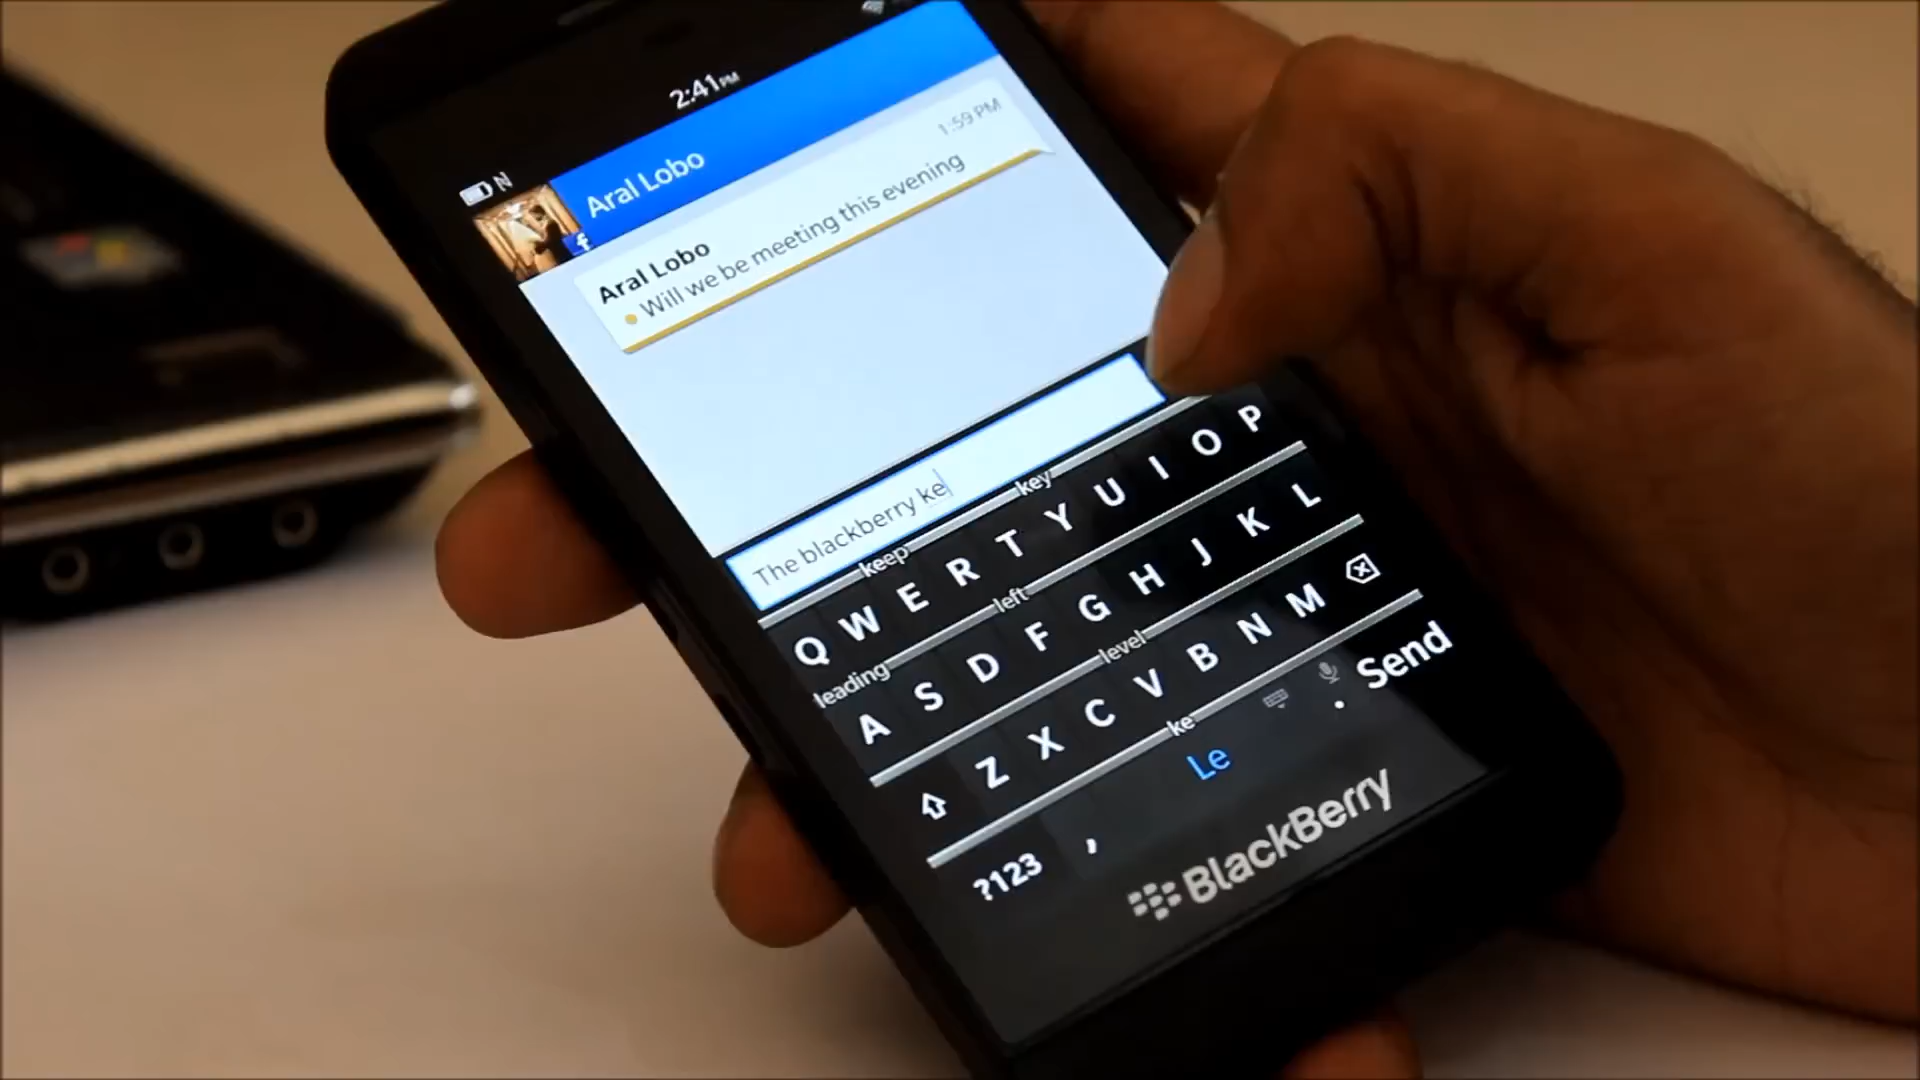 2:41PM
N
Aral Lobo
f
1:59 PM
Aral Lobo
Will we be meeting this evening
The blackberry ke
keep key
Q W E R T Y U I O P
leading left
A S D F G H J K L
level
Z X C V B N M
ke
?123 , Le . Send
BlackBerry